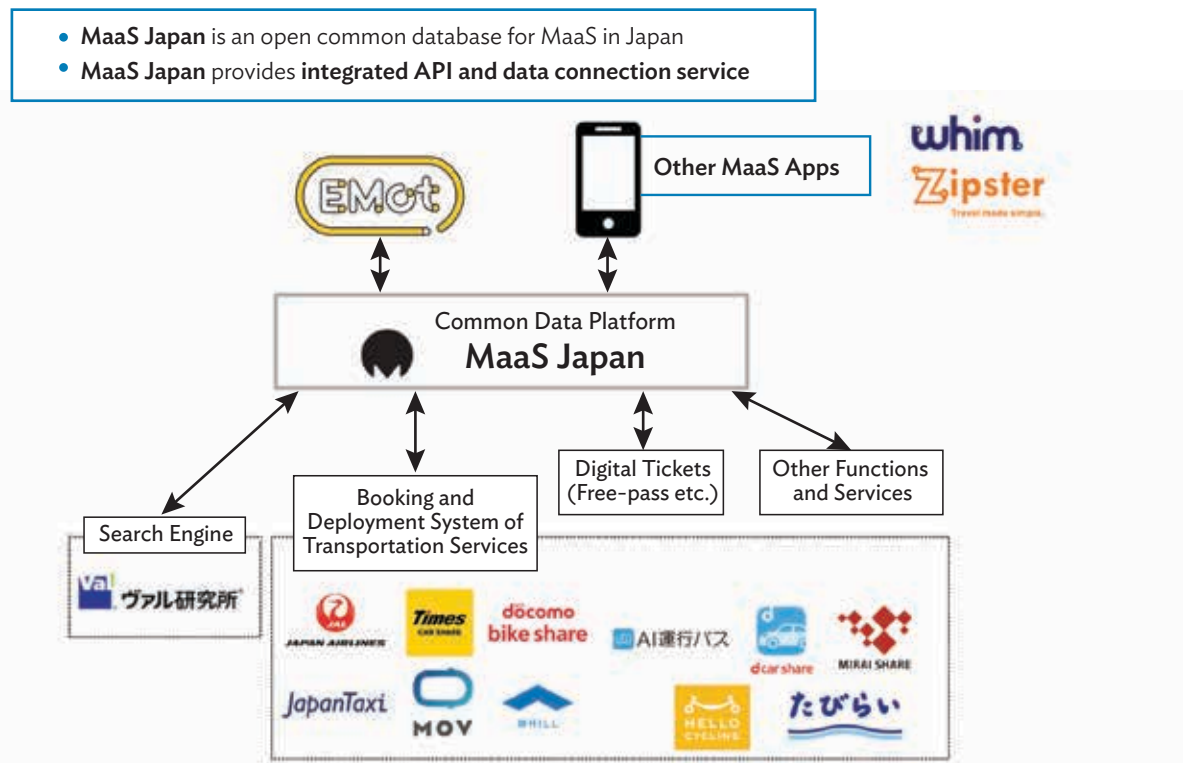 • MaaS Japan is an open common database for MaaS in Japan
• MaaS Japan provides integrated API and data connection service
EMot
Other MaaS Apps
whim
Zipster
Travel made simple.
Common Data Platform
MaaS Japan
Search Engine
Booking and
Deployment System of
Transportation Services
Digital Tickets
(Free-pass etc.)
Other Functions
and Services
Val
ヴァル研究所
JAL
JAPAN AIRLINES
Times
CAR SHARE
döcomo
bike share
AI運行バス
d
d car share
MIRAI SHARE
JapanTaxi
MOV
WHILL
HELLO
CYCLING
たびらい